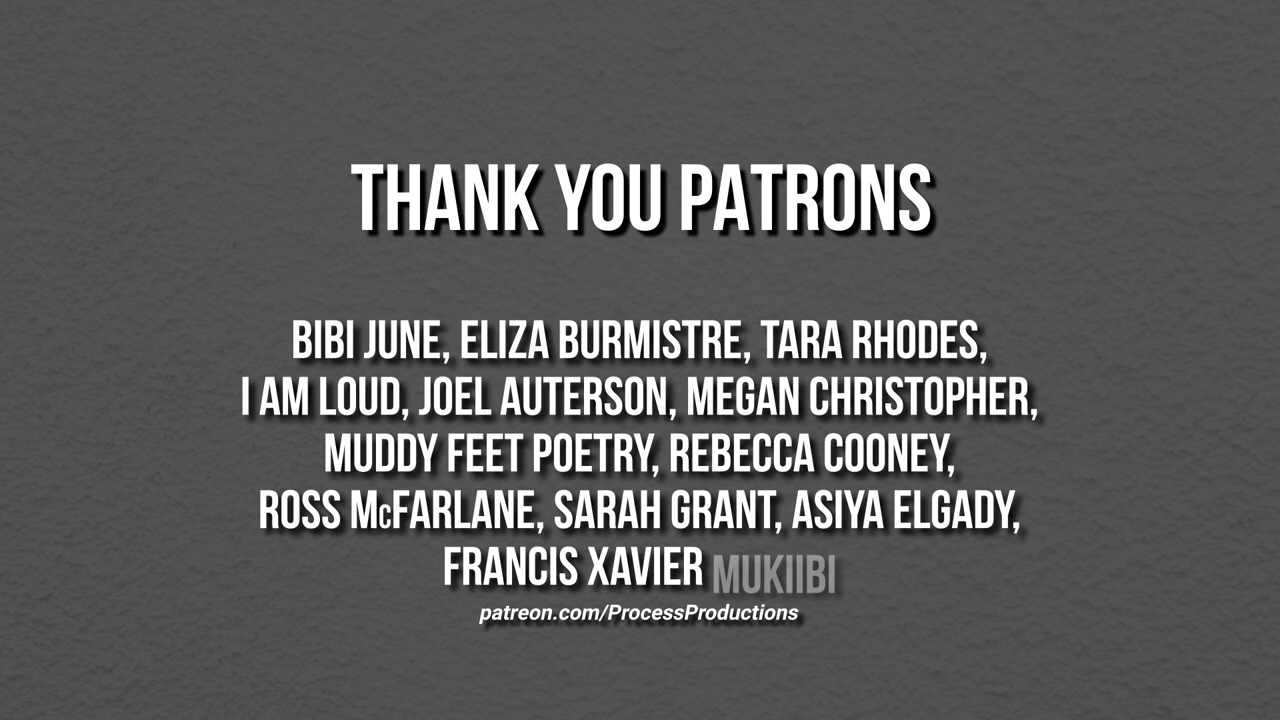 THANK YOU PATRONS
BIBI JUNE, ELIZA BURMISTRE, TARA RHODES,
I AM LOUD, JOEL AUTERSON, MEGAN CHRISTOPHER,
MUDDY FEET POETRY, REBECCA COONEY,
ROSS McFARLANE, SARAH GRANT, ASIYA ELGADY,
FRANCIS XAVIER MUKIIBI
patreon.com/ProcessProductions